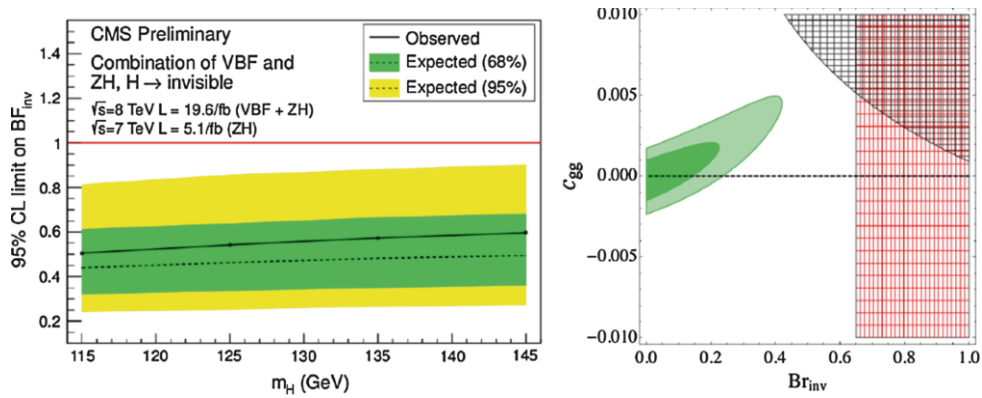 CMS Preliminary
Combination of VBF and
ZH, H → invisible
√s=8 TeV L = 19.6/fb (VBF + ZH)
√s=7 TeV L = 5.1/fb (ZH)
Observed
Expected (68%)
Expected (95%)
95% CL limit on BF_inv
1.4
1.2
1
0.8
0.6
0.4
0.2
115 120 125 130 135 140 145
m_H (GeV)
c_gg
0.010
0.005
0.000
−0.005
−0.010
0.0 0.2 0.4 0.6 0.8 1.0
Br_inv